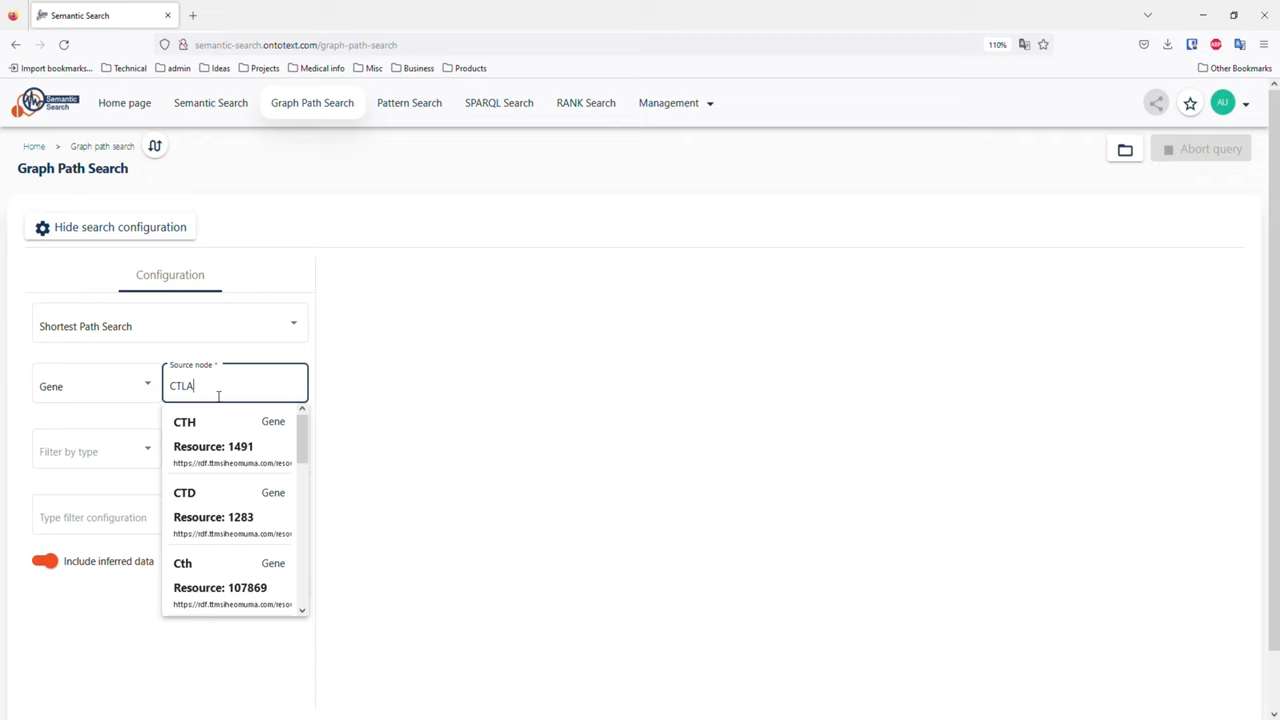 Semantic Search
semantic-search.ontotext.com/graph-path-search
110%
Import bookmarks... Technical admin Ideas Projects Medical info Misc Business Products Other Bookmarks
Semantic Search
Home page Semantic Search Graph Path Search Pattern Search SPARQL Search RANK Search Management AU
Home > Graph path search
Abort query
Graph Path Search
Hide search configuration
Configuration
Shortest Path Search
Source node *
Gene CTLA
CTH Gene
Resource: 1491
https://rdf.ttmsiheomuma.com/reso
Filter by type
CTD Gene
Resource: 1283
https://rdf.ttmsiheomuma.com/reso
Type filter configuration
Include inferred data
Cth Gene
Resource: 107869
https://rdf.ttmsiheomuma.com/reso